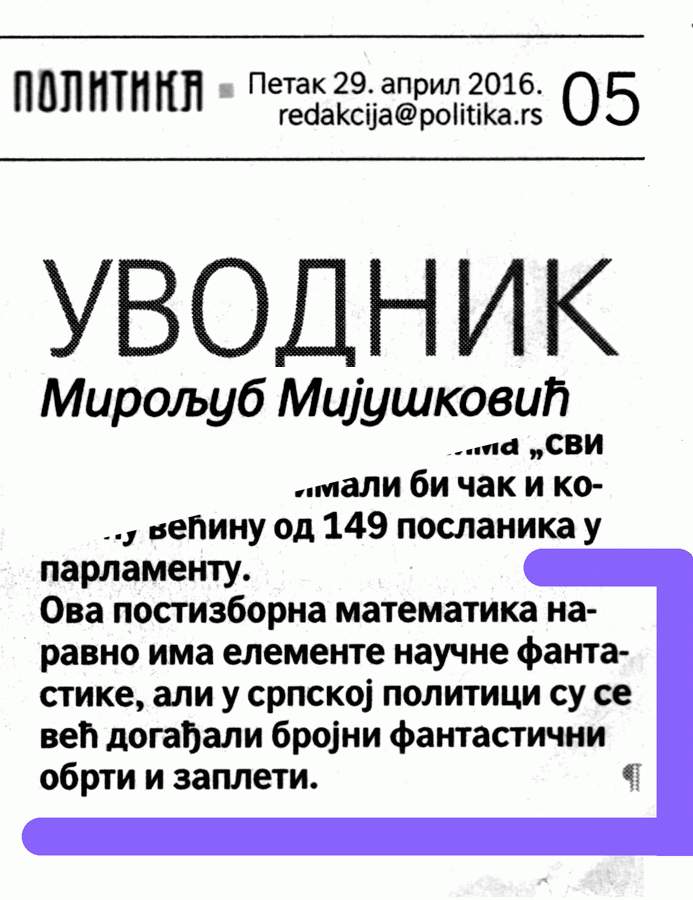 ПОЛИТИКА Петак 29. април 2016. 05
redakcija@politika.rs
УВОДНИК
Мирољуб Мијушковић
„сви
имали би чак и ко-
већину од 149 посланика у
парламенту.
Ова постизборна математика на-
равно има елементе научне фанта-
стике, али у српској политици су се
већ догађали бројни фантастични
обрти и заплети. ¶